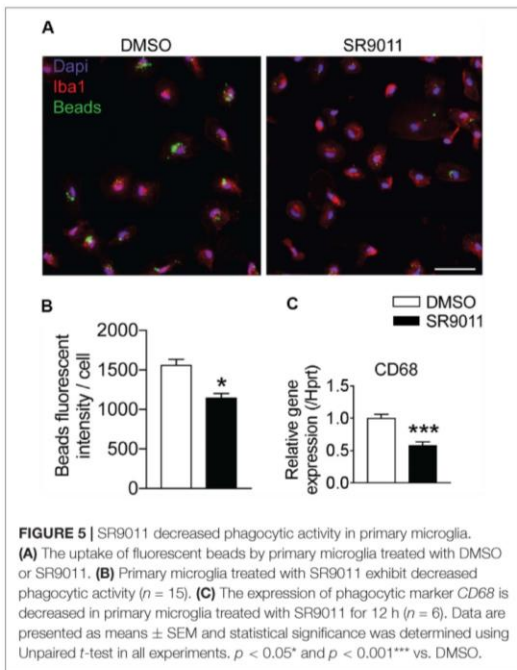 A
DMSO
SR9011
Dapi
Iba1
Beads
B
Beads fluorescent
intensity / cell
2000
1500
1000
500
0
*
C
DMSO
SR9011
CD68
Relative gene
expression (/Hprt)
1.5
1.0
0.5
0.0
***
FIGURE 5 | SR9011 decreased phagocytic activity in primary microglia.
(A) The uptake of fluorescent beads by primary microglia treated with DMSO
or SR9011. (B) Primary microglia treated with SR9011 exhibit decreased
phagocytic activity (n = 15). (C) The expression of phagocytic marker CD68 is
decreased in primary microglia treated with SR9011 for 12 h (n = 6). Data are
presented as means ± SEM and statistical significance was determined using
Unpaired t-test in all experiments. p < 0.05* and p < 0.001*** vs. DMSO.